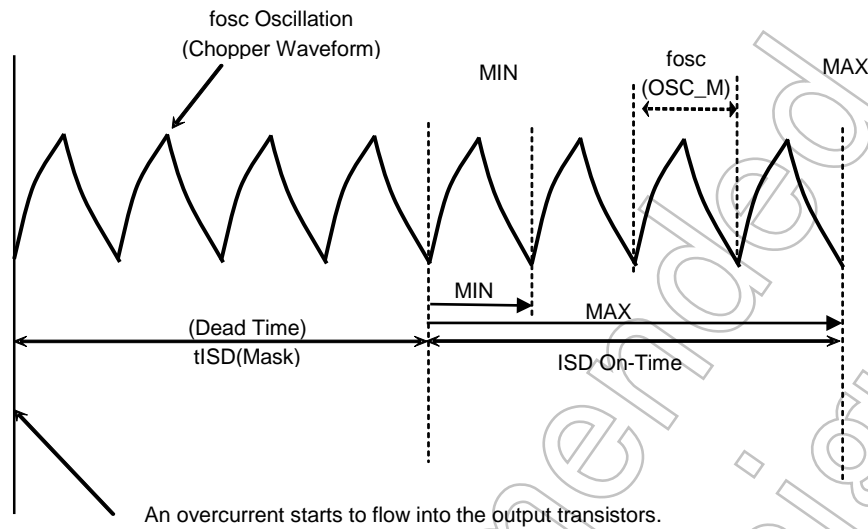 fosc Oscillation
(Chopper Waveform)
MIN
fosc
(OSC_M)
MAX
MIN
MAX
(Dead Time)
tISD(Mask)
ISD On-Time
An overcurrent starts to flow into the output transistors.
mended